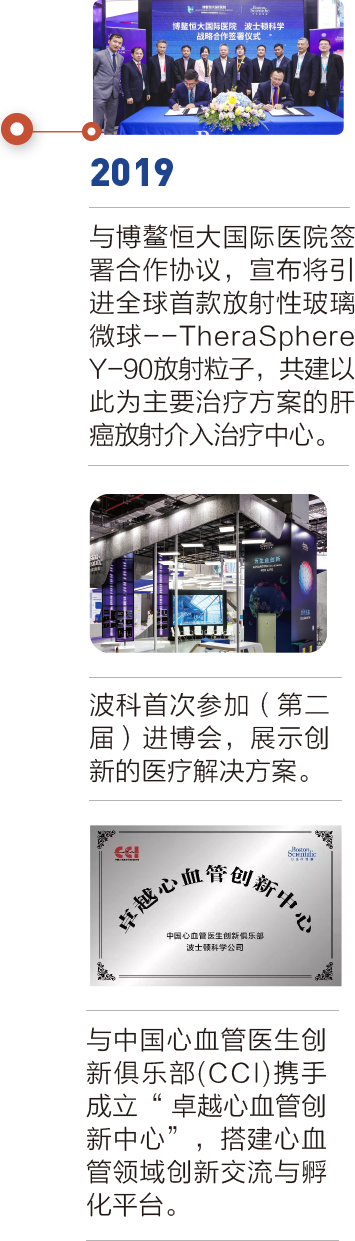 博鳌恒大国际医院 波士顿科学
战略合作签署仪式
2019
与博鳌恒大国际医院签
署合作协议，宣布将引
进全球首款放射性玻璃
微球--TheraSphere
Y-90放射粒子，共建以
此为主要治疗方案的肝
癌放射介入治疗中心。
波科首次参加（第二
届）进博会，展示创
新的医疗解决方案。
CCI
Boston
Scientific
卓越心血管创新中心
中国心血管医生创新俱乐部
波士顿科学公司
与中国心血管医生创
新俱乐部(CCI)携手
成立“ 卓越心血管创
新中心”，搭建心血
管领域创新交流与孵
化平台。